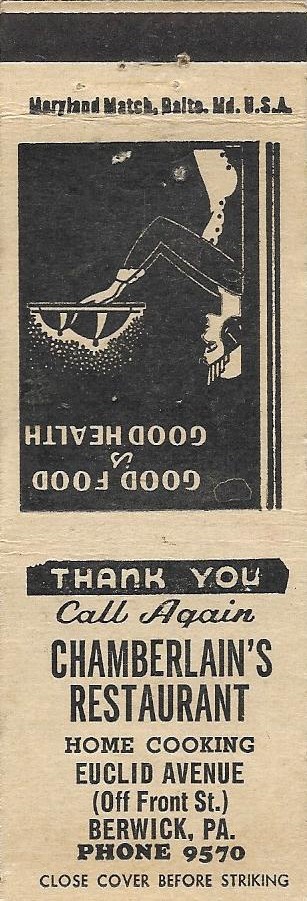 Maryland Match, Balto. Md. U.S.A.
GOOD FOOD
is
GOOD HEALTH
THANK YOU
Call Again
CHAMBERLAIN'S
RESTAURANT
HOME COOKING
EUCLID AVENUE
(Off Front St.)
BERWICK, PA.
PHONE 9570
CLOSE COVER BEFORE STRIKING